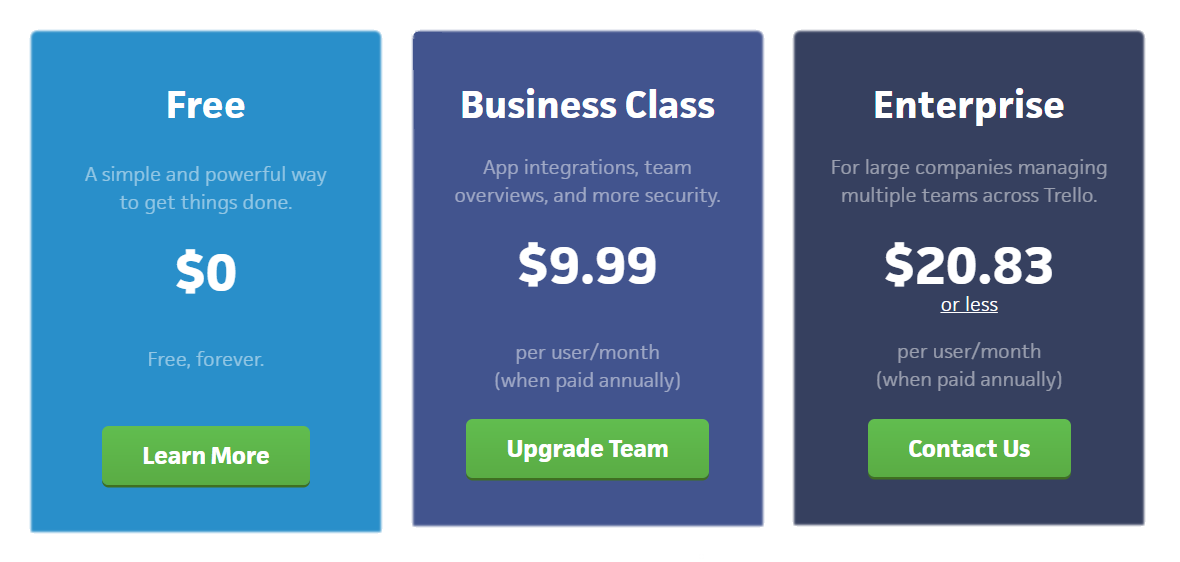 Free
A simple and powerful way
to get things done.
$0
Free, forever.
Learn More
Business Class
App integrations, team
overviews, and more security.
$9.99
per user/month
(when paid annually)
Upgrade Team
Enterprise
For large companies managing
multiple teams across Trello.
$20.83
or less
per user/month
(when paid annually)
Contact Us